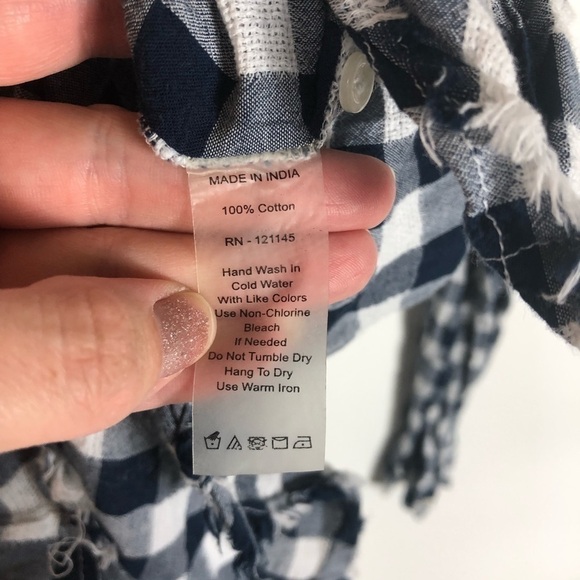 MADE IN INDIA
100% Cotton
RN - 121145
Hand Wash in
Cold Water
With Like Colors
Use Non-Chlorine
Bleach
If Needed
Do Not Tumble Dry
Hang To Dry
Use Warm Iron